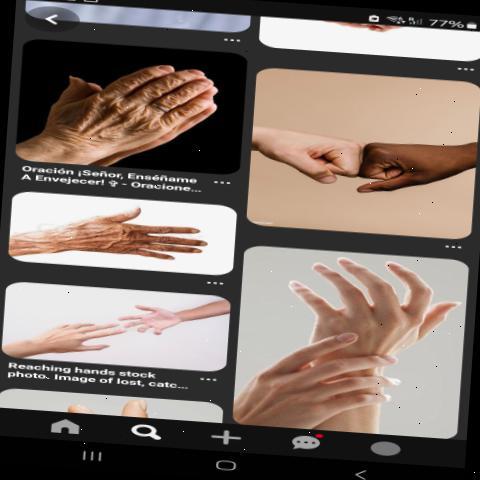 77%
Oración ¡Señor, Enséñame
A Envejecer! ✞ - Oracione...
Reaching hands stock
photo. Image of lost, catc...